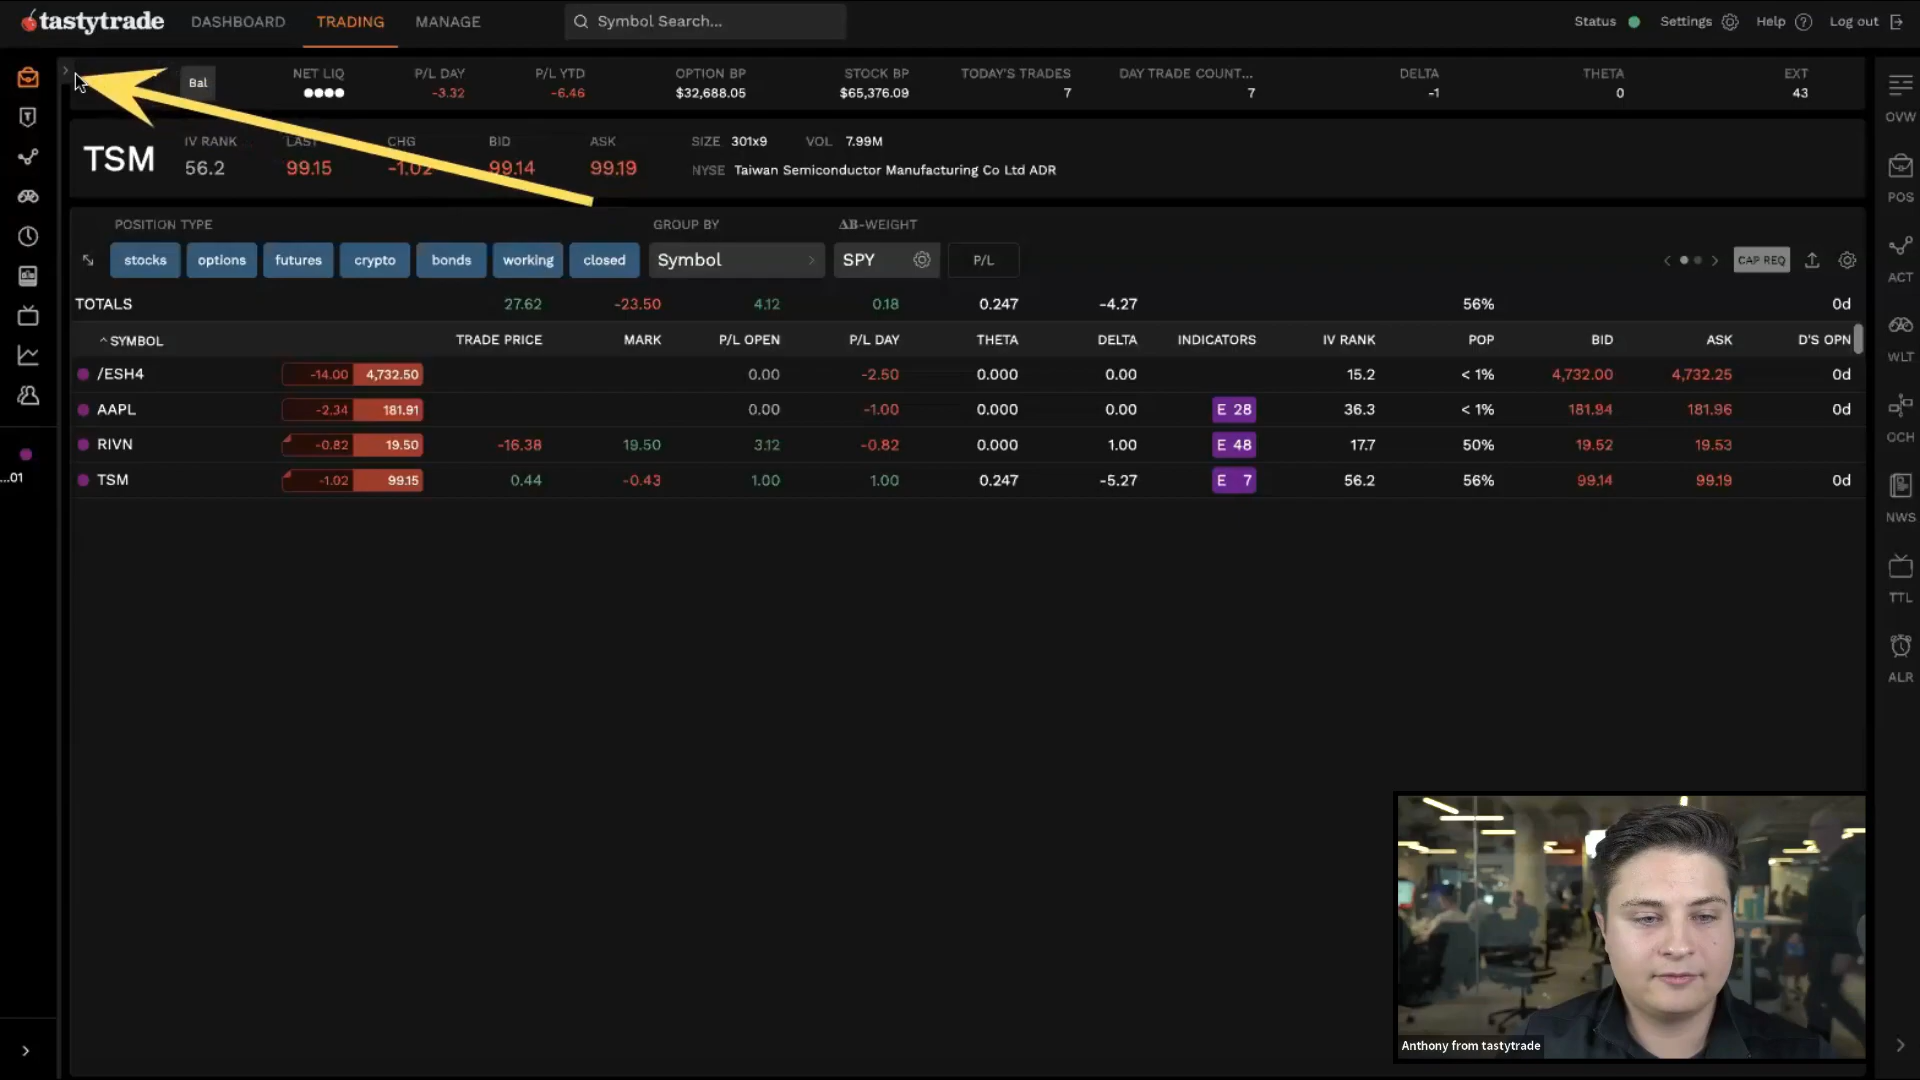 tastytrade DASHBOARD TRADING MANAGE Symbol Search... Status Settings Help ? Log out
Bal
NET LIQ P/L DAY P/L YTD OPTION BP STOCK BP TODAY'S TRADES DAY TRADE COUNT... DELTA THETA EXT
-3.32 -6.46 $32,688.05 $65,376.09 7 7 -1 0 43
TSM
IV RANK LAST CHG BID ASK SIZE 301x9 VOL 7.99M
56.2 99.15 -1.02 99.14 99.19 NYSE Taiwan Semiconductor Manufacturing Co Ltd ADR
POSITION TYPE GROUP BY ΔB-WEIGHT
stocks options futures crypto bonds working closed Symbol SPY P/L CAP REQ
TOTALS 27.62 -23.50 4.12 0.18 0.247 -4.27 56% 0d
SYMBOL TRADE PRICE MARK P/L OPEN P/L DAY THETA DELTA INDICATORS IV RANK POP BID ASK D'S OPN
/ESH4 -14.00 4,732.50 0.00 -2.50 0.000 0.00 15.2 < 1% 4,732.00 4,732.25 0d
AAPL -2.34 181.91 0.00 -1.00 0.000 0.00 E 28 36.3 < 1% 181.94 181.96 0d
RIVN -0.82 19.50 -16.38 19.50 3.12 -0.82 0.000 1.00 E 48 17.7 50% 19.52 19.53
TSM -1.02 99.15 0.44 -0.43 1.00 1.00 0.247 -5.27 E 7 56.2 56% 99.14 99.19 0d
...01
OVW
POS
ACT
WLT
OCH
NWS
TTL
ALR
Anthony from tastytrade